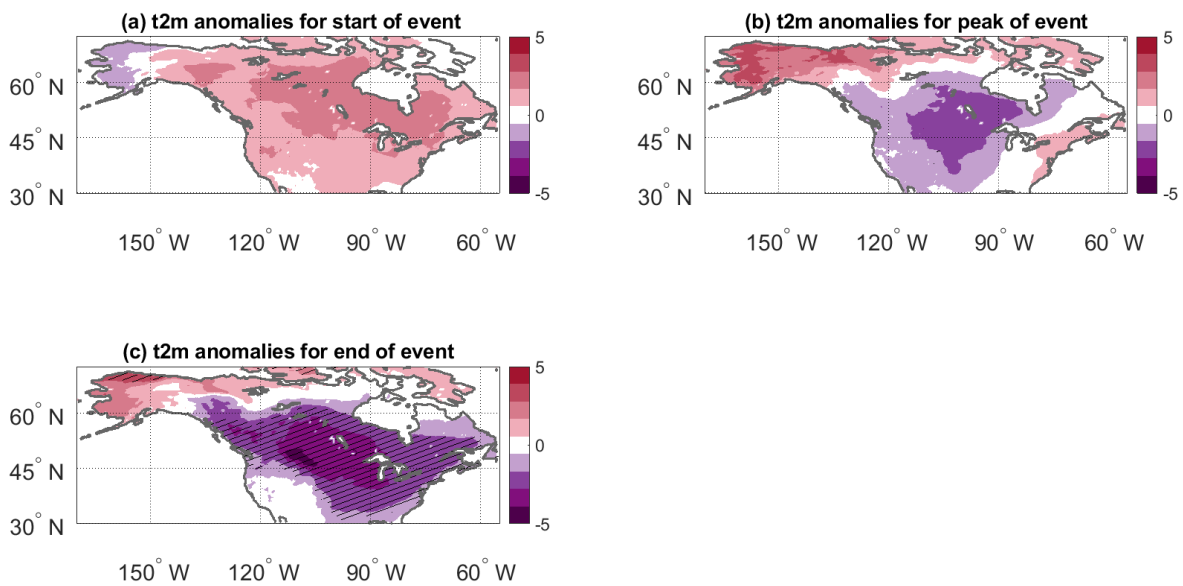 (a) t2m anomalies for start of event
5
0
-5
60° N
45° N
30° N
150° W 120° W 90° W 60° W
(b) t2m anomalies for peak of event
5
0
-5
60° N
45° N
30° N
150° W 120° W 90° W 60° W
(c) t2m anomalies for end of event
5
0
-5
60° N
45° N
30° N
150° W 120° W 90° W 60° W